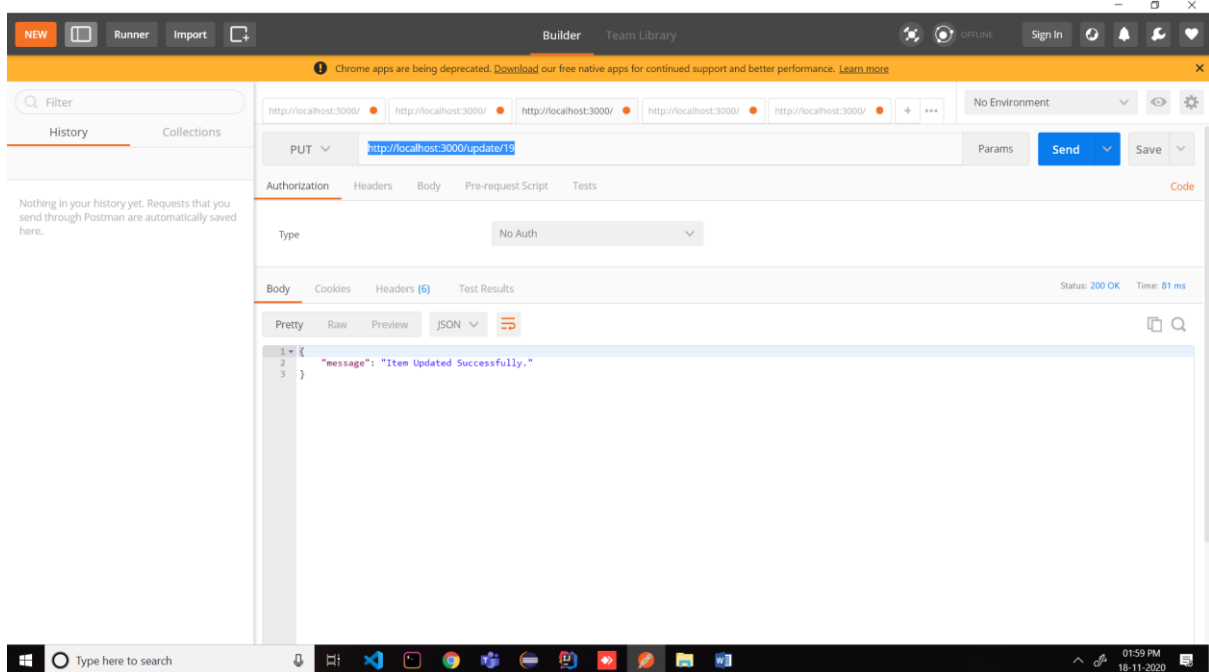 NEW
Runner
Import
Builder
Team Library
OFFLINE
Sign In
Chrome apps are being deprecated. Download our free native apps for continued support and better performance. Learn more
Filter
History
Collections
Nothing in your history yet. Requests that you
send through Postman are automatically saved
here.
http://localhost:3000/
http://localhost:3000/
http://localhost:3000/
http://localhost:3000/
http://localhost:3000/
No Environment
PUT
http://localhost:3000/update/19
Params
Send
Save
Authorization
Headers
Body
Pre-request Script
Tests
Code
Type
No Auth
Body
Cookies
Headers (6)
Test Results
Status: 200 OK
Time: 81 ms
Pretty
Raw
Preview
JSON
1 {
2 "message": "Item Updated Successfully."
3 }
Type here to search
01:59 PM
18-11-2020